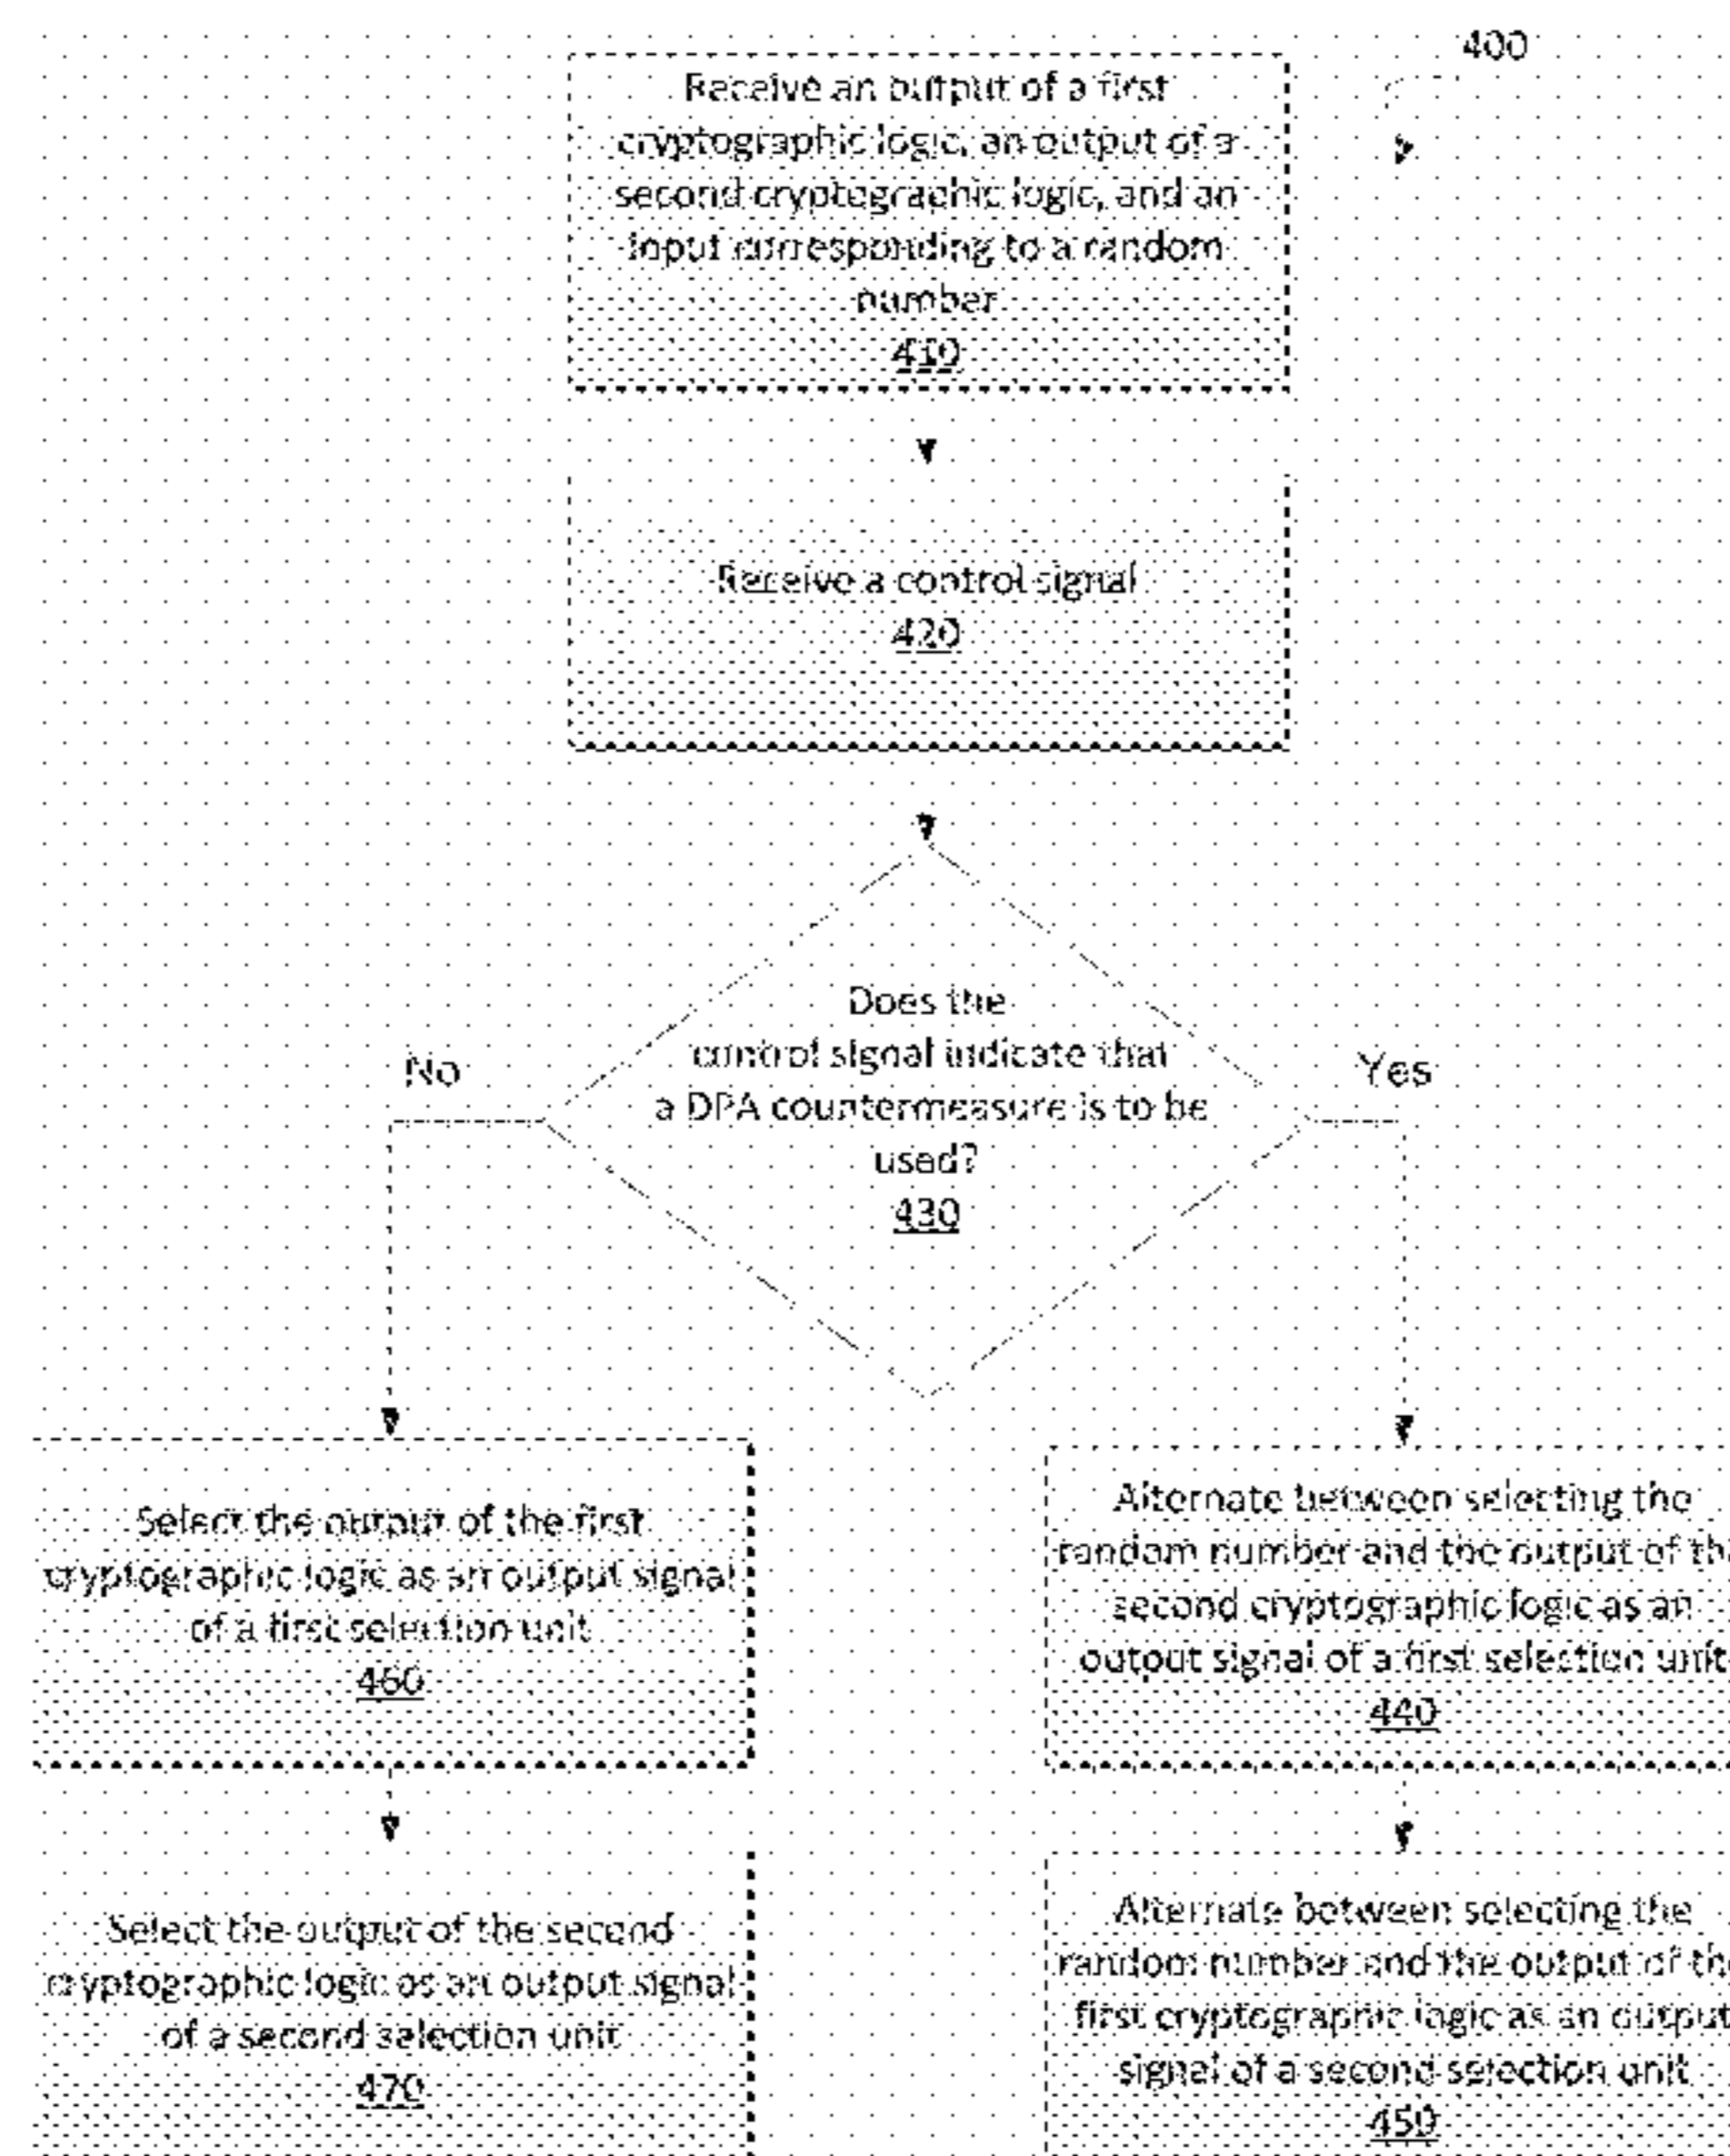 400
Receive an output of a first
cryptographic logic, an output of a
second cryptographic logic, and an
input corresponding to a random
number
410
Receive a control signal
420
Does the
control signal indicate that
a DPA countermeasure is to be
used?
430
No
Yes
Select the output of the first
cryptographic logic as an output signal
of a first selection unit
460
Alternate between selecting the
random number and the output of the
second cryptographic logic as an
output signal of a first selection unit
440
Select the output of the second
cryptographic logic as an output signal
of a second selection unit
470
Alternate between selecting the
random number and the output of the
first cryptographic logic as an output
signal of a second selection unit
450